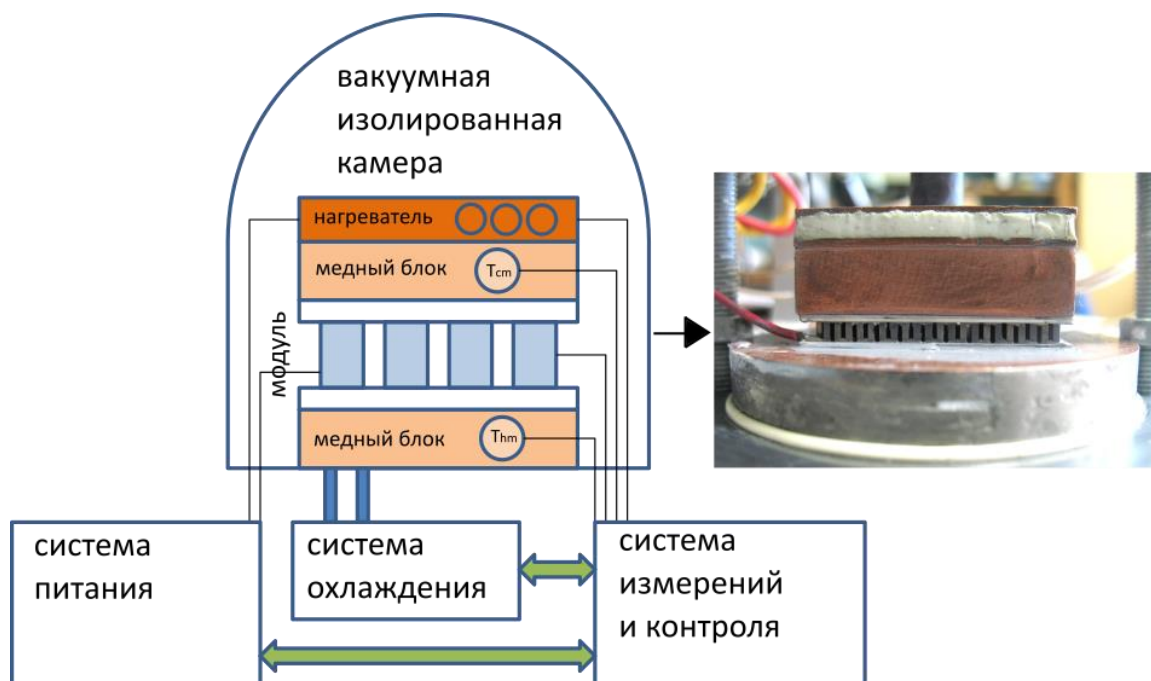 вакуумная
изолированная
камера
нагреватель
медный блок
Tcm
модуль
медный блок
Thm
система
питания
система
охлаждения
система
измерений
и контроля